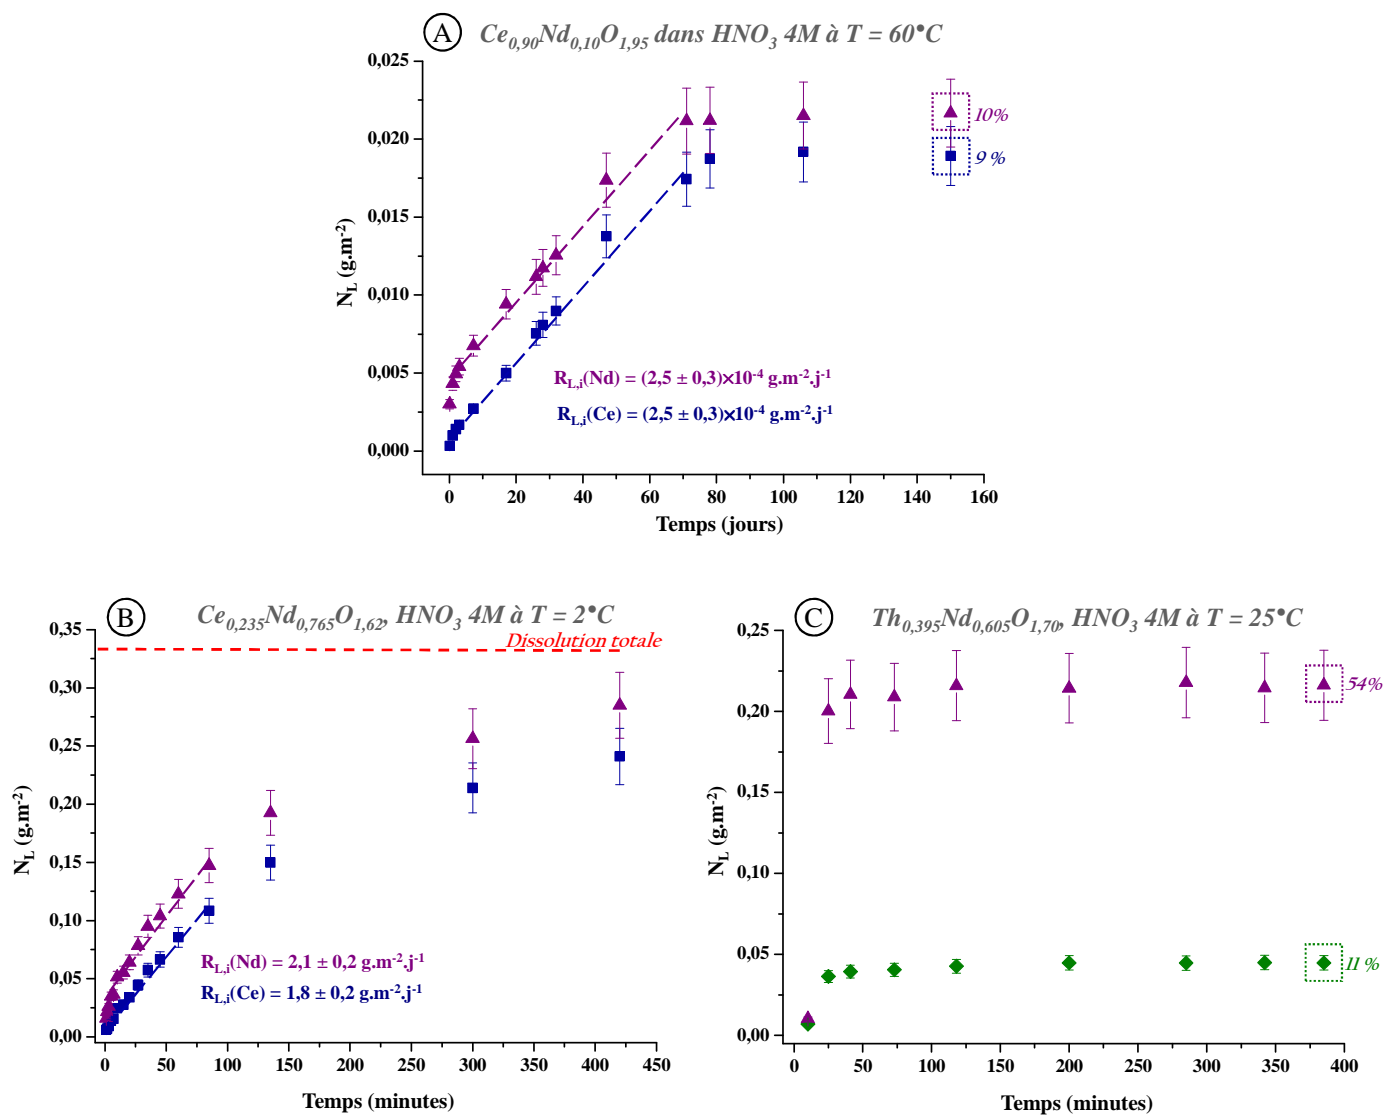 A Ce0,90Nd0,10O1,95 dans HNO3 4M à T = 60•C
0,025
0,020
0,015
0,010
0,005
0,000
NL (g.m-2)
10%
9 %
RL,i(Nd) = (2,5 ± 0,3)×10-4 g.m-2.j-1
RL,i(Ce) = (2,5 ± 0,3)×10-4 g.m-2.j-1
0 20 40 60 80 100 120 140 160
Temps (jours)
B Ce0,235Nd0,765O1,62, HNO3 4M à T = 2•C
Dissolution totale
0,35
0,30
0,25
0,20
0,15
0,10
0,05
0,00
NL (g.m-2)
RL,i(Nd) = 2,1 ± 0,2 g.m-2.j-1
RL,i(Ce) = 1,8 ± 0,2 g.m-2.j-1
0 50 100 150 200 250 300 350 400 450
Temps (minutes)
C Th0,395Nd0,605O1,70, HNO3 4M à T = 25•C
0,25
0,20
0,15
0,10
0,05
0,00
NL (g.m-2)
54%
11 %
0 50 100 150 200 250 300 350 400
Temps (minutes)